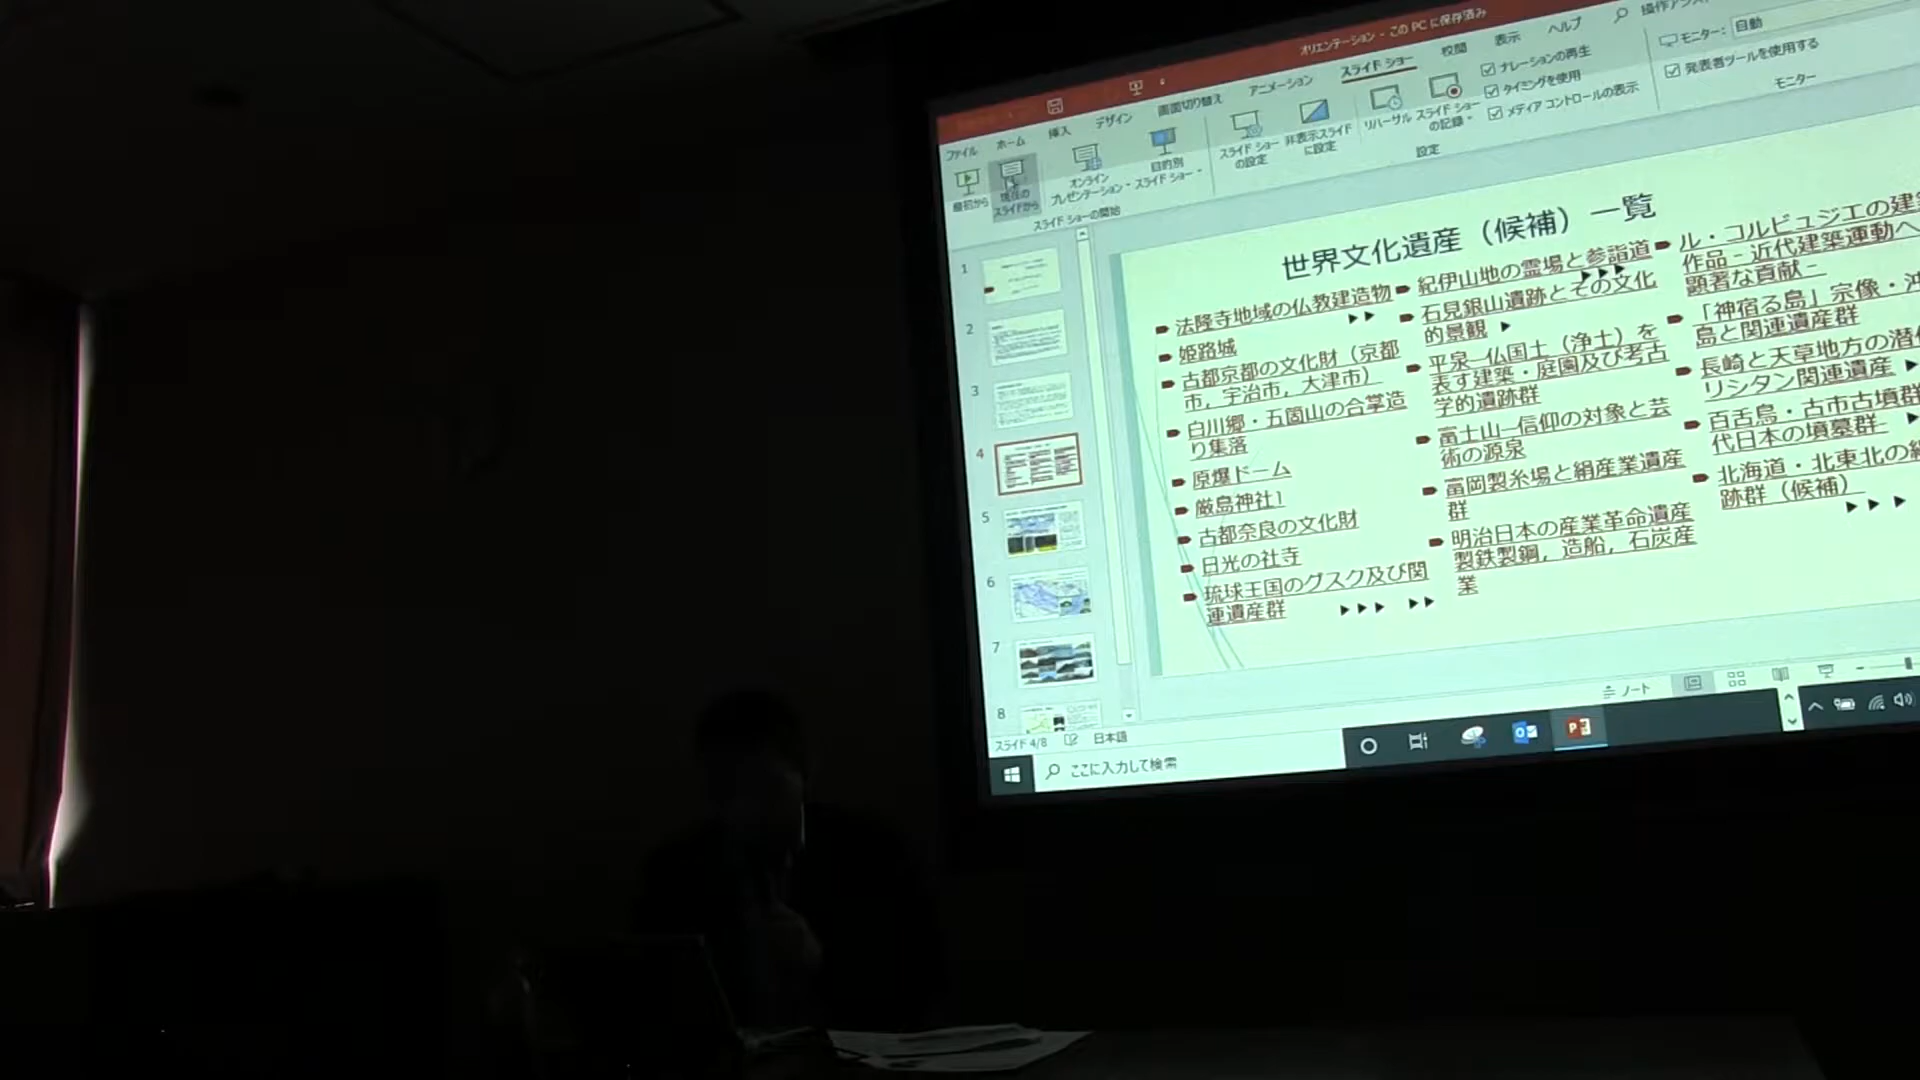 オリエンテーション - この PC に保存済み
ファイル
ホーム
挿入
デザイン
画面切り替え
アニメーション
スライド ショー
校閲
表示
ヘルプ
最初から
現在の
スライドから
オンライン
プレゼンテーション
目的別
スライド ショー
スライド ショーの開始
スライド ショー
の設定
非表示スライド
に設定
リハーサル
スライド ショー
の記録
ナレーションの再生
タイミングを使用
メディア コントロールの表示
設定
モニター: 自動
発表者ツールを使用する
モニター
1
2
3
4
5
6
7
8
世界文化遺産（候補）一覧
法隆寺地域の仏教建造物
姫路城
古都京都の文化財（京都
市，宇治市，大津市）
白川郷・五箇山の合掌造
り集落
原爆ドーム
厳島神社1
古都奈良の文化財
日光の社寺
琉球王国のグスク及び関
連遺産群
紀伊山地の霊場と参詣道
石見銀山遺跡とその文化
的景観
平泉―仏国土（浄土）を
表す建築・庭園及び考古
学的遺跡群
富士山―信仰の対象と芸
術の源泉
富岡製糸場と絹産業遺産
群
明治日本の産業革命遺産
製鉄製鋼，造船，石炭産
業
ル・コルビュジエの建築
作品－近代建築運動へ
顕著な貢献－
「神宿る島」宗像・沖
島と関連遺産群
長崎と天草地方の潜伏
リシタン関連遺産
百舌鳥・古市古墳群
代日本の墳墓群-
北海道・北東北の縄
跡群（候補）
ノート
スライド 4/8
日本語
ここに入力して検索